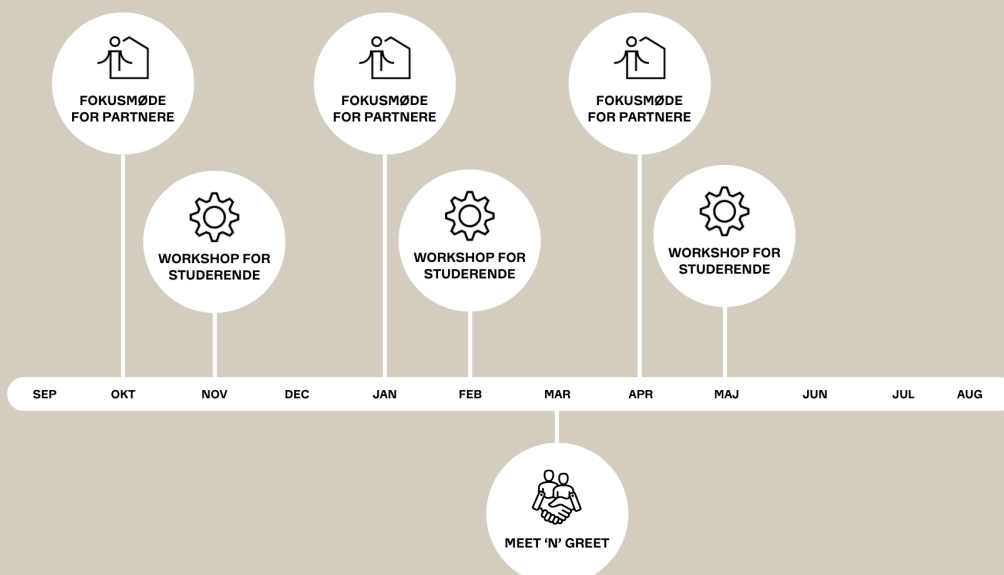 FOKUSMØDE
FOR PARTNERE
FOKUSMØDE
FOR PARTNERE
FOKUSMØDE
FOR PARTNERE
WORKSHOP FOR
STUDERENDE
WORKSHOP FOR
STUDERENDE
WORKSHOP FOR
STUDERENDE
SEP OKT NOV DEC JAN FEB MAR APR MAJ JUN JUL AUG
MEET ‘N’ GREET